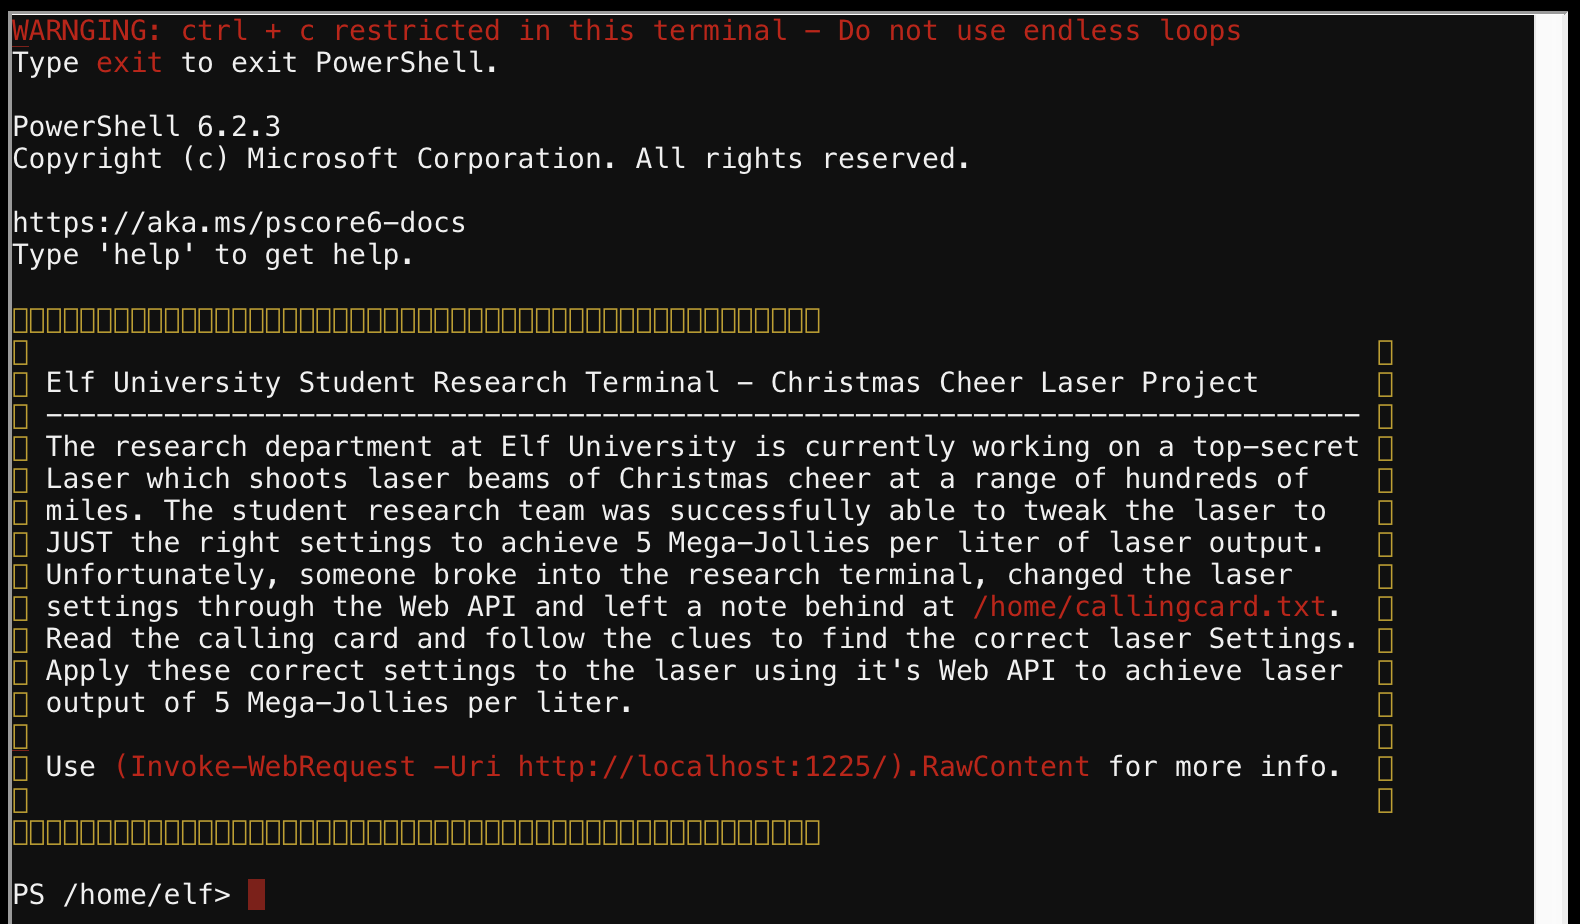 WARNGING: ctrl + c restricted in this terminal - Do not use endless loops
Type exit to exit PowerShell.
PowerShell 6.2.3
Copyright (c) Microsoft Corporation. All rights reserved.
https://aka.ms/pscore6-docs
Type 'help' to get help.
Elf University Student Research Terminal - Christmas Cheer Laser Project
------------------------------------------------------------------------------
The research department at Elf University is currently working on a top-secret
Laser which shoots laser beams of Christmas cheer at a range of hundreds of
miles. The student research team was successfully able to tweak the laser to
JUST the right settings to achieve 5 Mega-Jollies per liter of laser output.
Unfortunately, someone broke into the research terminal, changed the laser
settings through the Web API and left a note behind at /home/callingcard.txt.
Read the calling card and follow the clues to find the correct laser Settings.
Apply these correct settings to the laser using it's Web API to achieve laser
output of 5 Mega-Jollies per liter.
Use (Invoke-WebRequest -Uri http://localhost:1225/).RawContent for more info.
PS /home/elf>